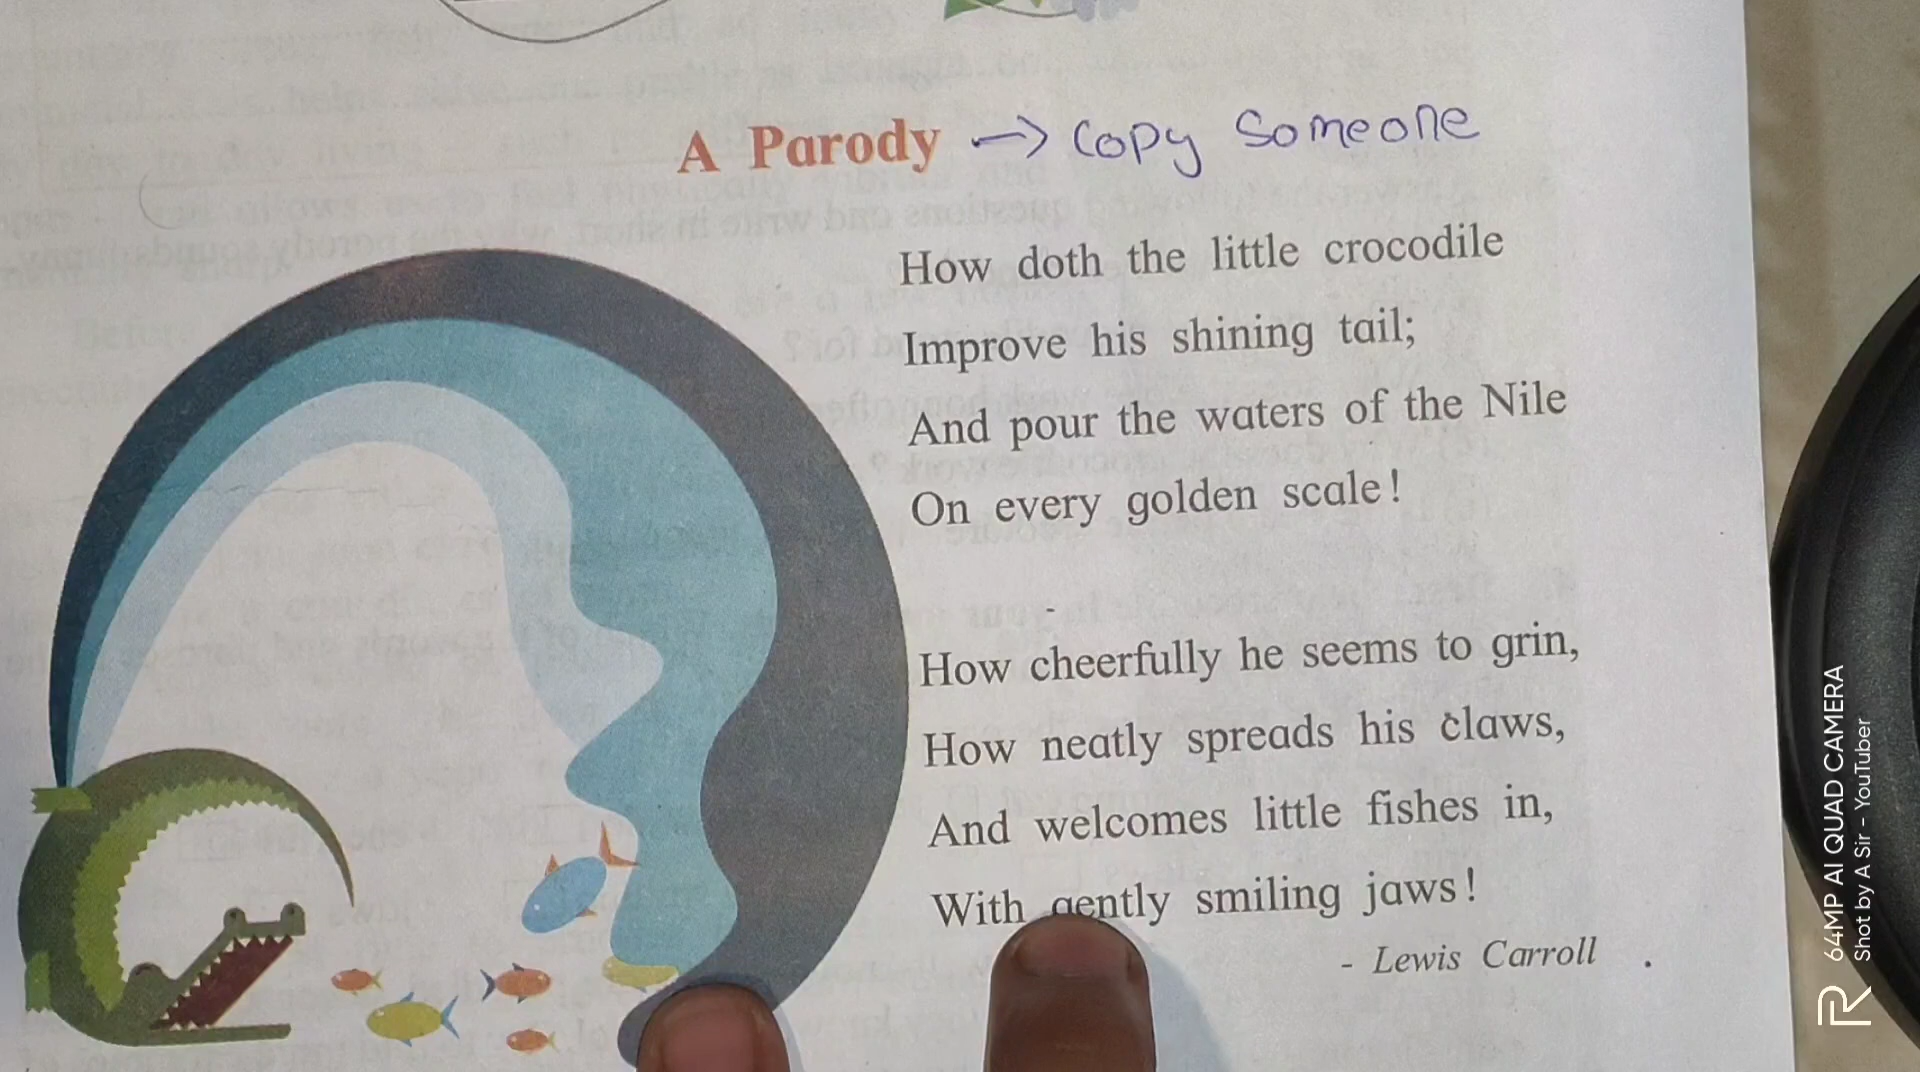 A Parody → Copy Someone
How doth the little crocodile
Improve his shining tail;
And pour the waters of the Nile
On every golden scale!
How cheerfully he seems to grin,
How neatly spreads his claws,
And welcomes little fishes in,
With gently smiling jaws!
- Lewis Carroll
64MP AI QUAD CAMERA
Shot by A Sir - YouTuber